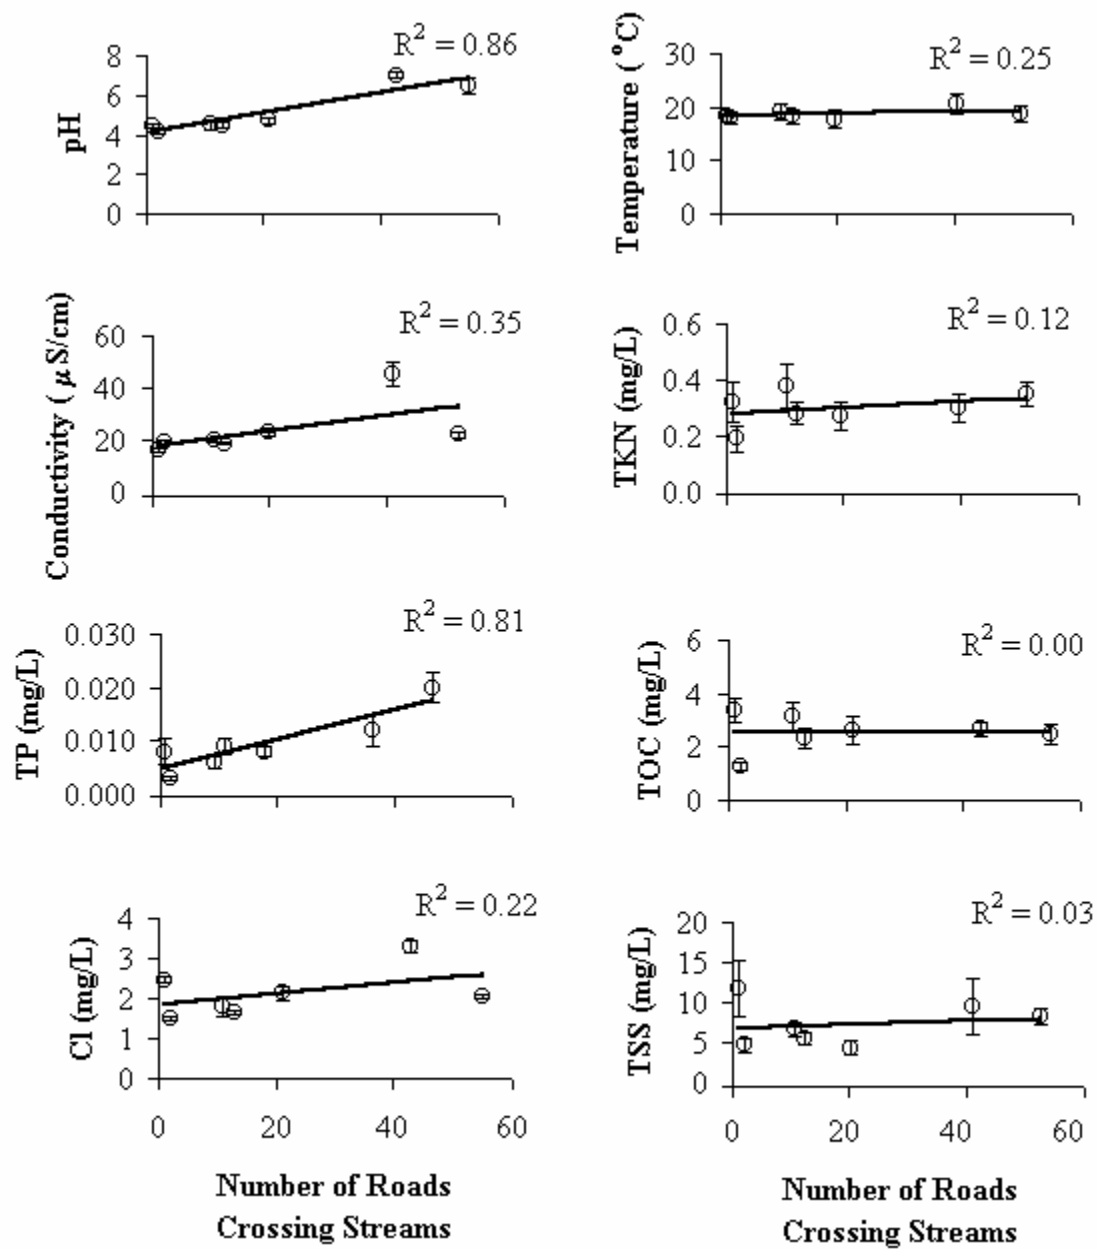 R² = 0.86
8
6
4
2
0
pH
R² = 0.25
30
20
10
0
Temperature ( °C)
R² = 0.35
60
40
20
0
Conductivity ( μS/cm)
R² = 0.12
0.6
0.4
0.2
0.0
TKN (mg/L)
R² = 0.81
0.030
0.020
0.010
0.000
TP (mg/L)
R² = 0.00
6
4
2
0
TOC (mg/L)
R² = 0.22
4
3
2
1
0
Cl (mg/L)
0 20 40 60
Number of Roads
Crossing Streams
R² = 0.03
20
15
10
5
0
TSS (mg/L)
0 20 40 60
Number of Roads
Crossing Streams